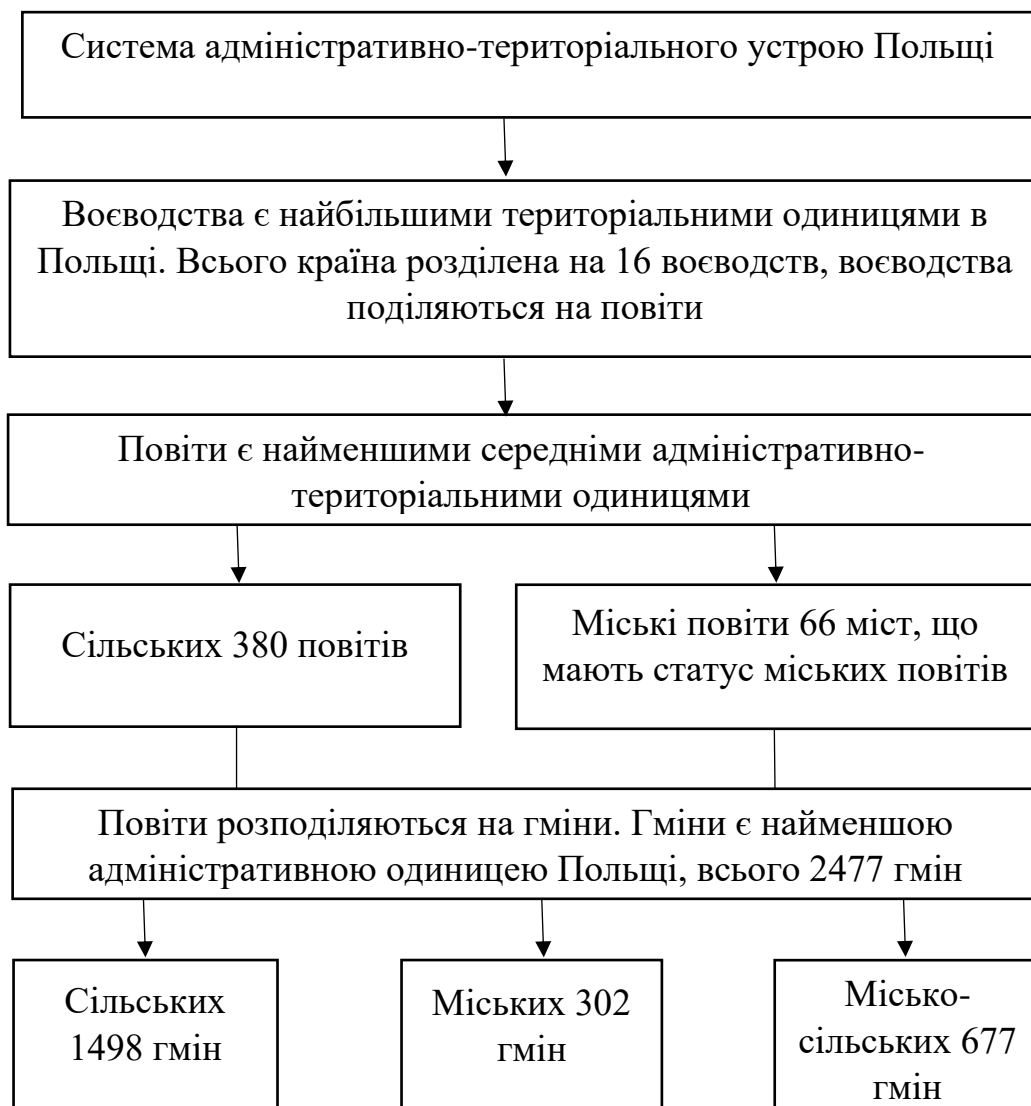 Система адміністративно-територіального устрою Польщі
Воєводства є найбільшими територіальними одиницями в
Польщі. Всього країна розділена на 16 воєводств, воєводства
поділяються на повіти
Повіти є найменшими середніми адміністративно-
територіальними одиницями
Сільських 380 повітів
Міські повіти 66 міст, що
мають статус міських повітів
Повіти розподіляються на гміни. Гміни є найменшою
адміністративною одиницею Польщі, всього 2477 гмін
Сільських
1498 гмін
Міських 302
гмін
Місько-
сільських 677
гмін